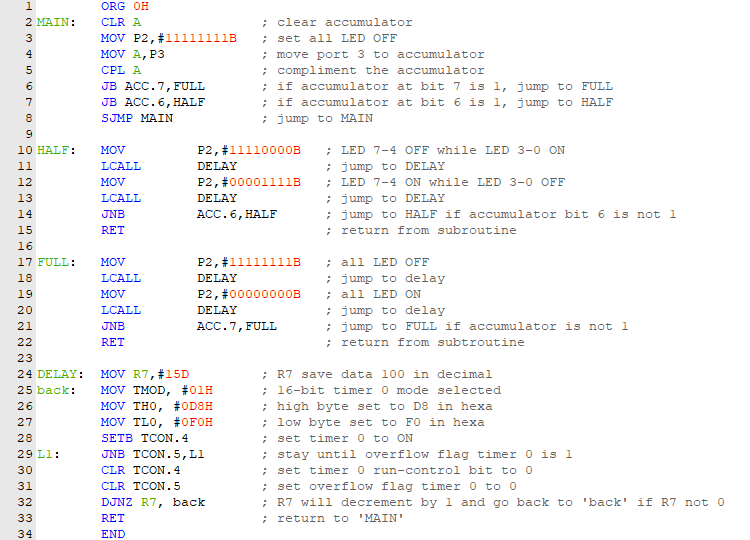 1 ORG 0H
2 MAIN: CLR A ; clear accumulator
3 MOV P2,#11111111B ; set all LED OFF
4 MOV A,P3 ; move port 3 to accumulator
5 CPL A ; compliment the accumulator
6 JB ACC.7,FULL ; if accumulator at bit 7 is 1, jump to FULL
7 JB ACC.6,HALF ; if accumulator at bit 6 is 1, jump to HALF
8 SJMP MAIN ; jump to MAIN
9
10 HALF: MOV P2,#11110000B ; LED 7-4 OFF while LED 3-0 ON
11 LCALL DELAY ; jump to DELAY
12 MOV P2,#00001111B ; LED 7-4 ON while LED 3-0 OFF
13 LCALL DELAY ; jump to DELAY
14 JNB ACC.6,HALF ; jump to HALF if accumulator bit 6 is not 1
15 RET ; return from subroutine
16
17 FULL: MOV P2,#11111111B ; all LED OFF
18 LCALL DELAY ; jump to delay
19 MOV P2,#00000000B ; all LED ON
20 LCALL DELAY ; jump to delay
21 JNB ACC.7,FULL ; jump to FULL if accumulator is not 1
22 RET ; return from subtroutine
23
24 DELAY: MOV R7,#15D ; R7 save data 100 in decimal
25 back: MOV TMOD, #01H ; 16-bit timer 0 mode selected
26 MOV TH0, #0D8H ; high byte set to D8 in hexa
27 MOV TL0, #0F0H ; low byte set to F0 in hexa
28 SETB TCON.4 ; set timer 0 to ON
29 L1: JNB TCON.5,L1 ; stay until overflow flag timer 0 is 1
30 CLR TCON.4 ; set timer 0 run-control bit to 0
31 CLR TCON.5 ; set overflow flag timer 0 to 0
32 DJNZ R7, back ; R7 will decrement by 1 and go back to 'back' if R7 not 0
33 RET ; return to 'MAIN'
34 END